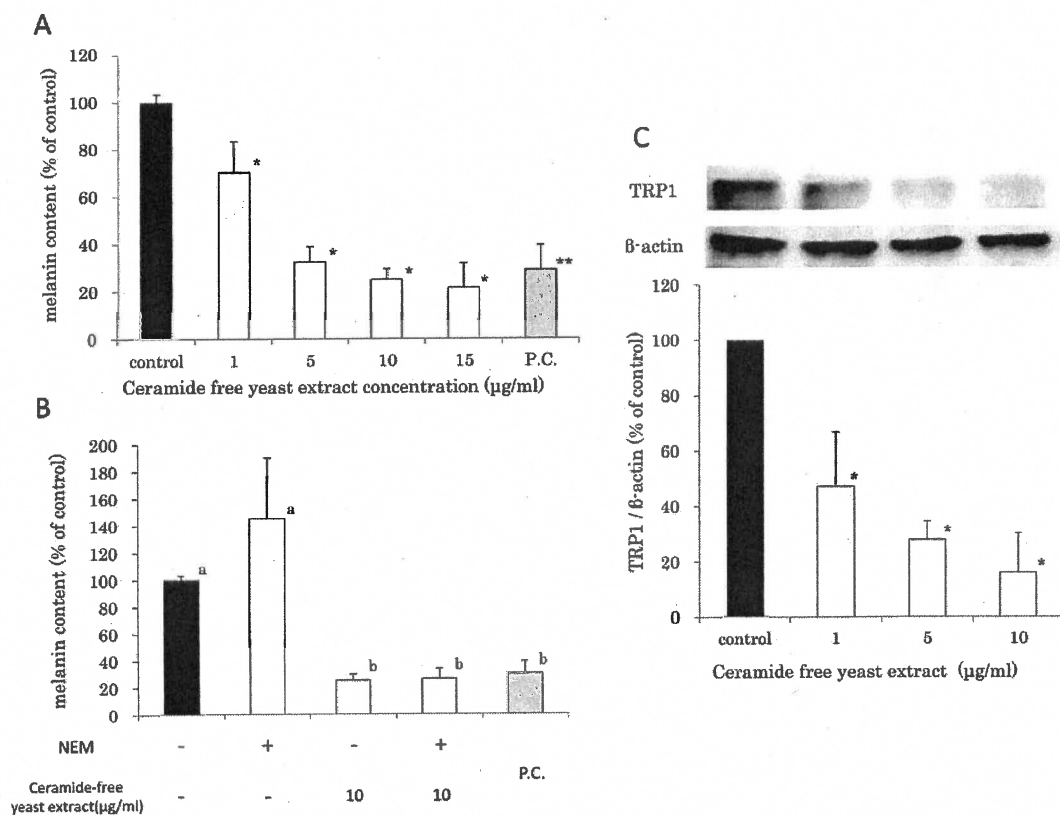 A
120
100
80
60
40
20
0
melanin content (% of control)
*
*
*
*
**
control 1 5 10 15 P.C.
Ceramide free yeast extract concentration (µg/ml)
B
200
180
160
140
120
100
80
60
40
20
0
melanin content (% of control)
a
a
b
b
b
NEM - + - +
P.C.
Ceramide-free
yeast extract(µg/ml) - - 10 10
C
TRP1
β-actin
120
100
80
60
40
20
0
TRP1 / β-actin (% of control)
*
*
*
control 1 5 10
Ceramide free yeast extract (µg/ml)